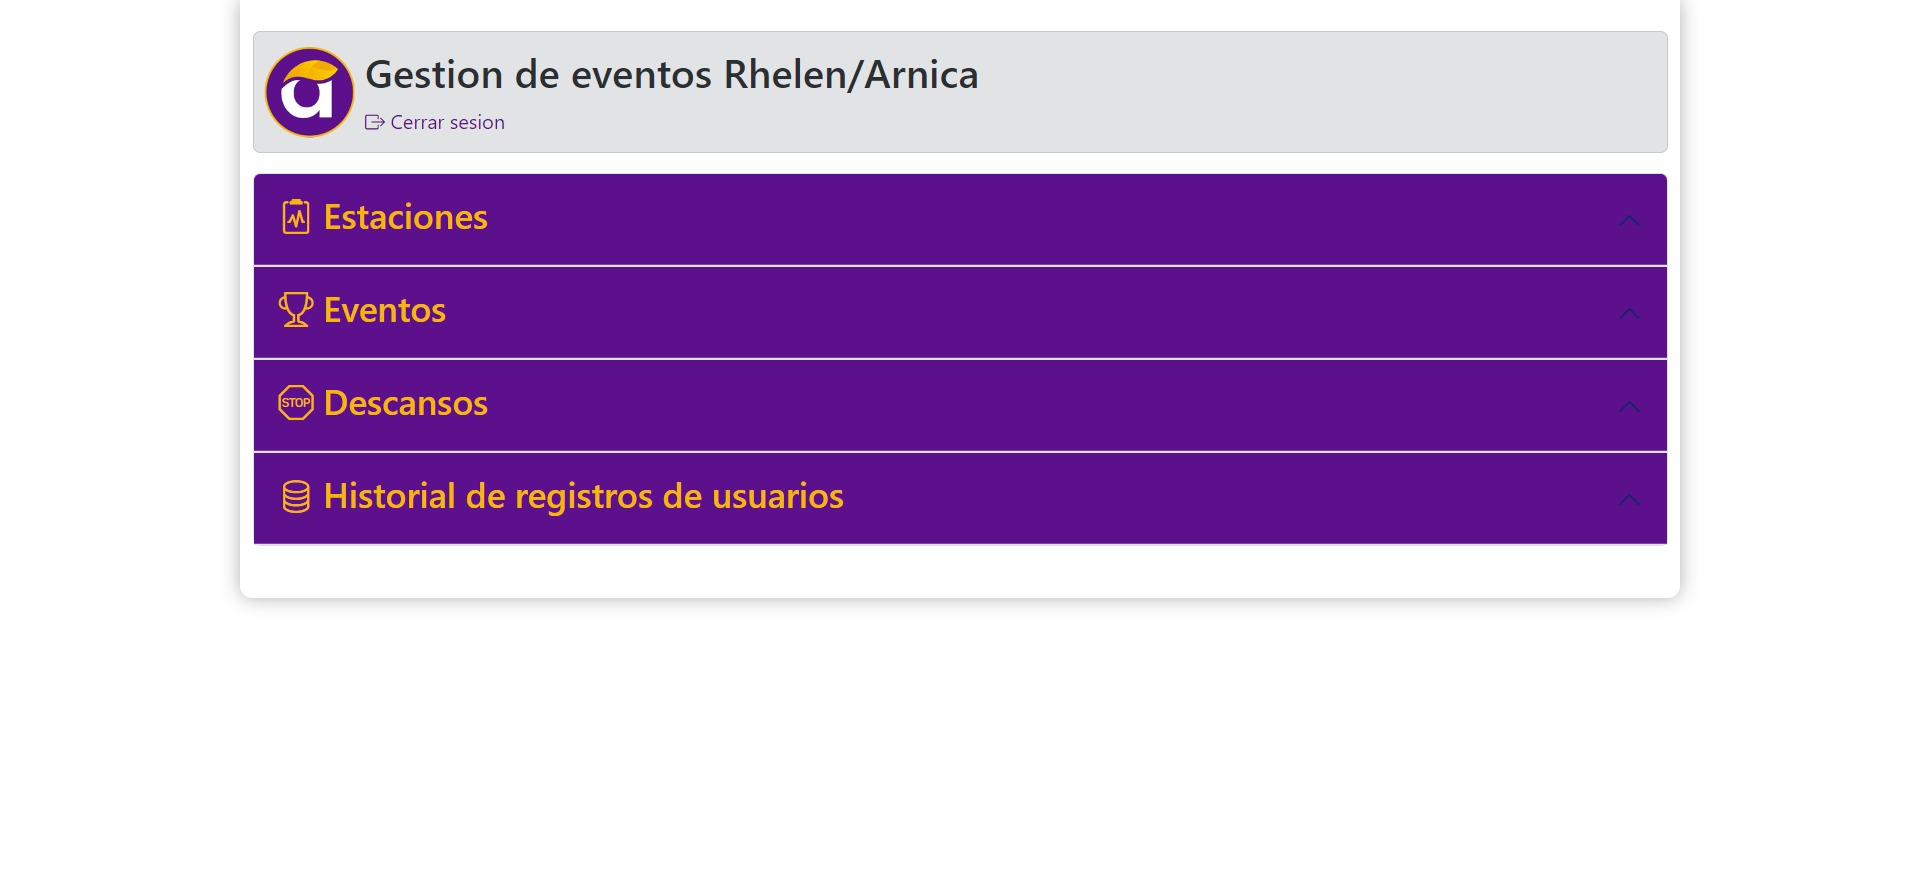 Gestion de eventos Rhelen/Arnica
Cerrar sesion
Estaciones
Eventos
STOP Descansos
Historial de registros de usuarios